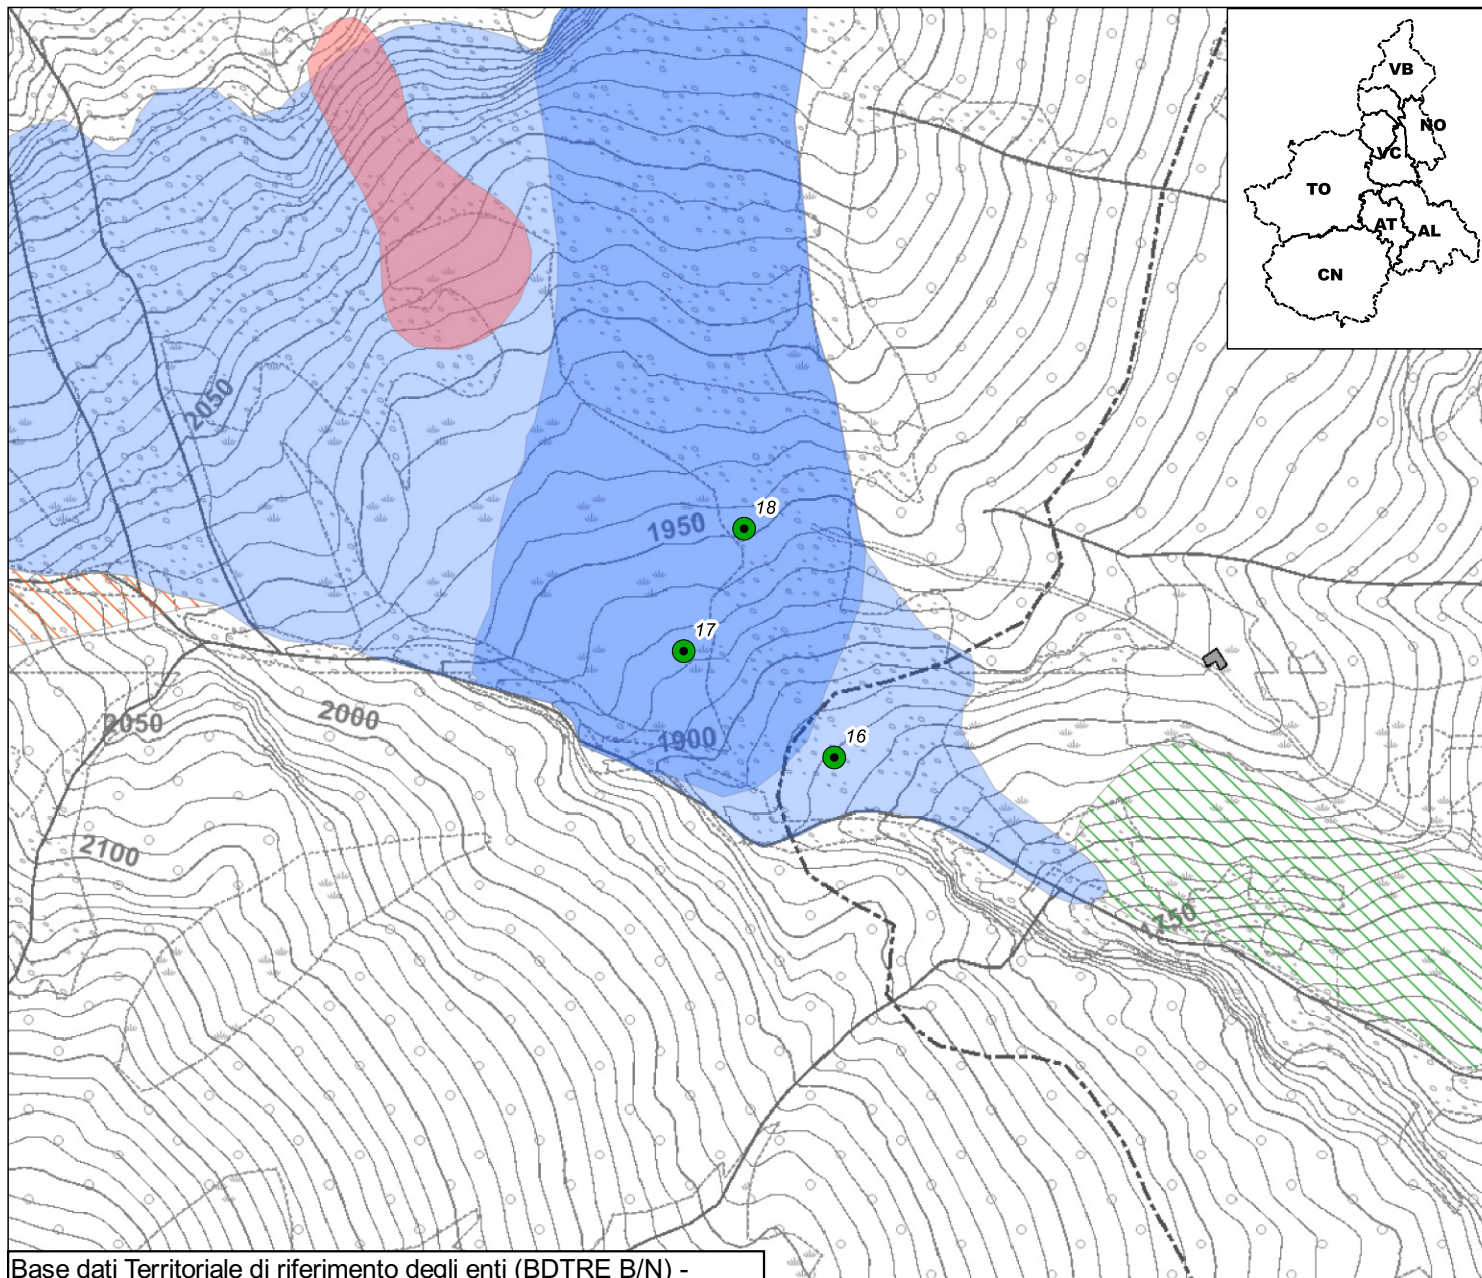 VB
NO
VC
TO
AT
AL
CN
2050
18
1950
17
2050
2000
1900
16
2100
1750
Base dati Territoriale di riferimento degli enti (BDTRE B/N) -